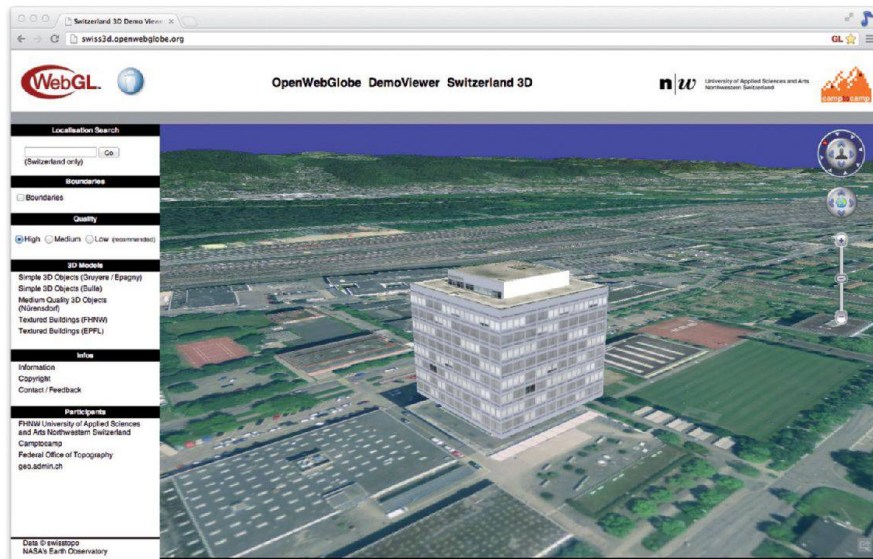 Switzerland 3D Demo View
swiss3d.openwebglobe.org
GL
WebGL
OpenWebGlobe DemoViewer Switzerland 3D
n|w
University of Applied Sciences and Arts
Northwestern Switzerland
camptocamp
Localisation Search
Go
(Switzerland only)
Boundaries
Boundaries
Quality
High Medium Low (recommended)
3D Models
Simple 3D Objects (Gruyere / Epagny)
Simple 3D Objects (Bulle)
Medium Quality 3D Objects
(Nürensdorf)
Textured Buildings (FHNW)
Textured Buildings (EPFL)
Infos
Information
Copyright
Contact / Feedback
Participants
FHNW University of Applied Sciences
and Arts Northwestern Switzerland
Camptocamp
Federal Office of Topography
geo.admin.ch
Data © swisstopo
NASA's Earth Observatory